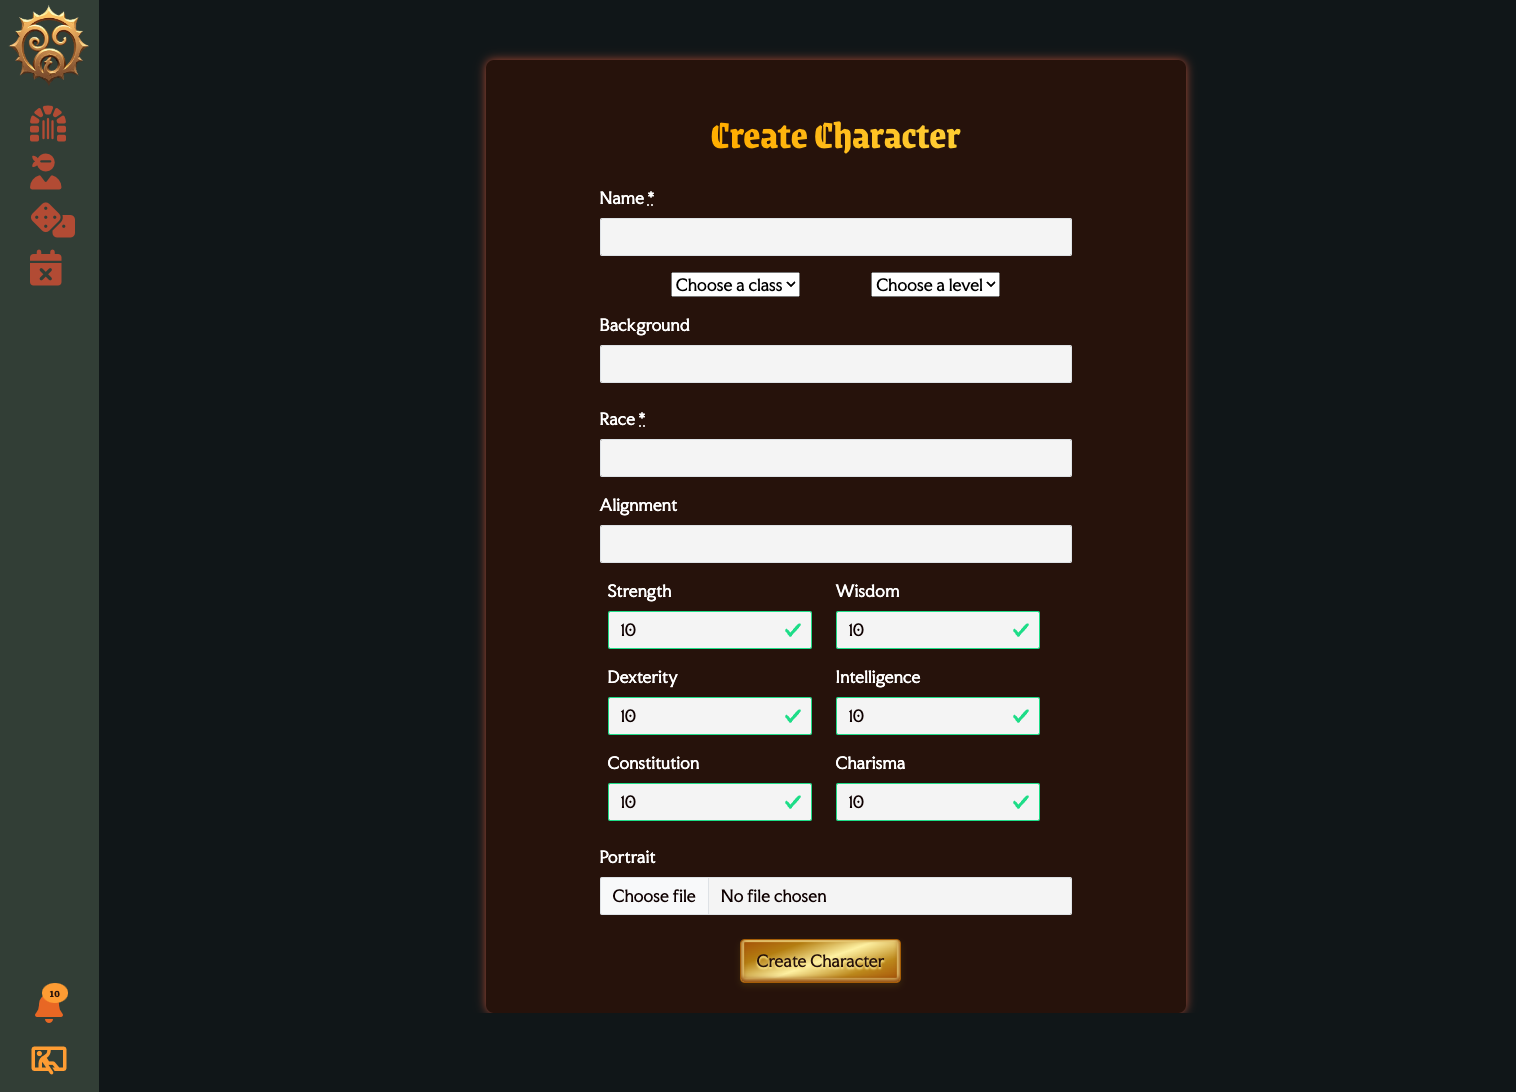 Create Character
Name *
Choose a class Choose a level
Background
Race *
Alignment
Strength Wisdom
10 10
Dexterity Intelligence
10 10
Constitution Charisma
10 10
Portrait
Choose file No file chosen
Create Character
10